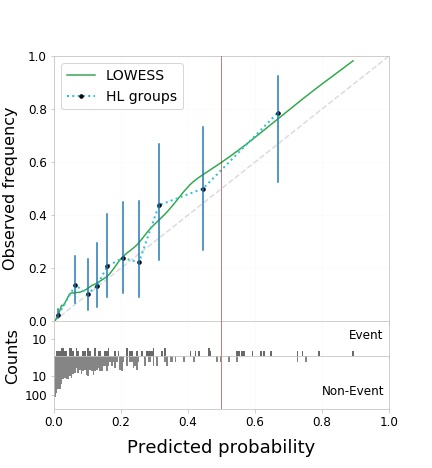 1.0
LOWESS
HL groups
0.8
0.6
0.4
0.2
0.0
Observed frequency
10
Event
Counts
10
100
Non-Event
0.0 0.2 0.4 0.6 0.8 1.0
Predicted probability